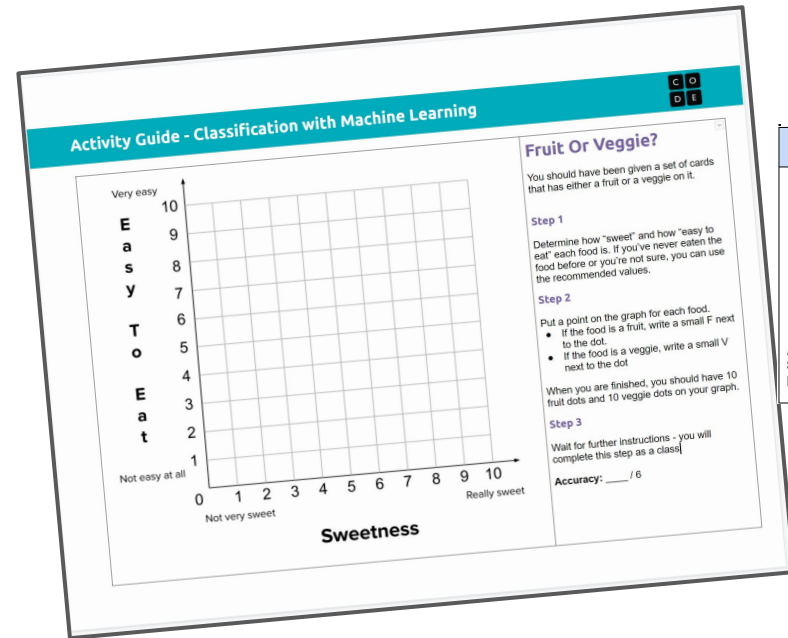 C O
D E
Activity Guide - Classification with Machine Learning
Very easy
10
9
8
7
6
5
4
3
2
1
0
Easy To Eat
Not easy at all
1 2 3 4 5 6 7 8 9 10
Not very sweet
Really sweet
Sweetness
Fruit Or Veggie?
You should have been given a set of cards
that has either a fruit or a veggie on it.
Step 1
Determine how "sweet" and how "easy to
eat" each food is. If you've never eaten the
food before or you're not sure, you can use
the recommended values.
Step 2
Put a point on the graph for each food.
● If the food is a fruit, write a small F next
to the dot.
● If the food is a veggie, write a small V
next to the dot
When you are finished, you should have 10
fruit dots and 10 veggie dots on your graph.
Step 3
Wait for further instructions - you will
complete this step as a class
Accuracy: ____ / 6